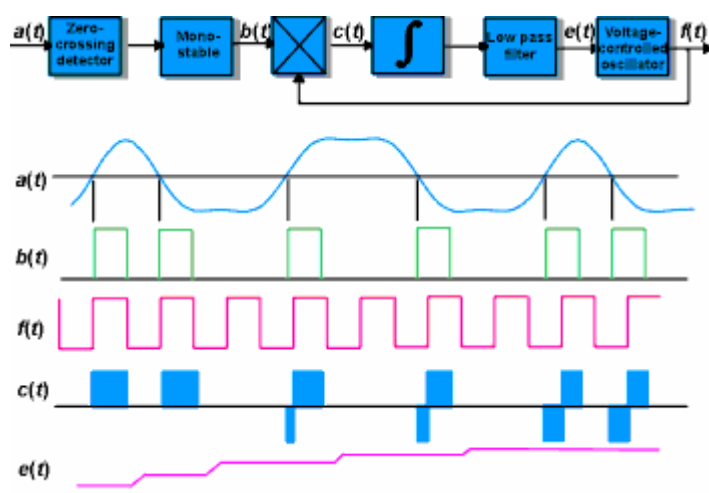 a(t)
Zero-
crossing
detector
Mono-
stable
b(t)
c(t)
∫
Low pass
filter
e(t)
Voltage-
controlled
oscillator
f(t)
a(t)
b(t)
f(t)
c(t)
e(t)